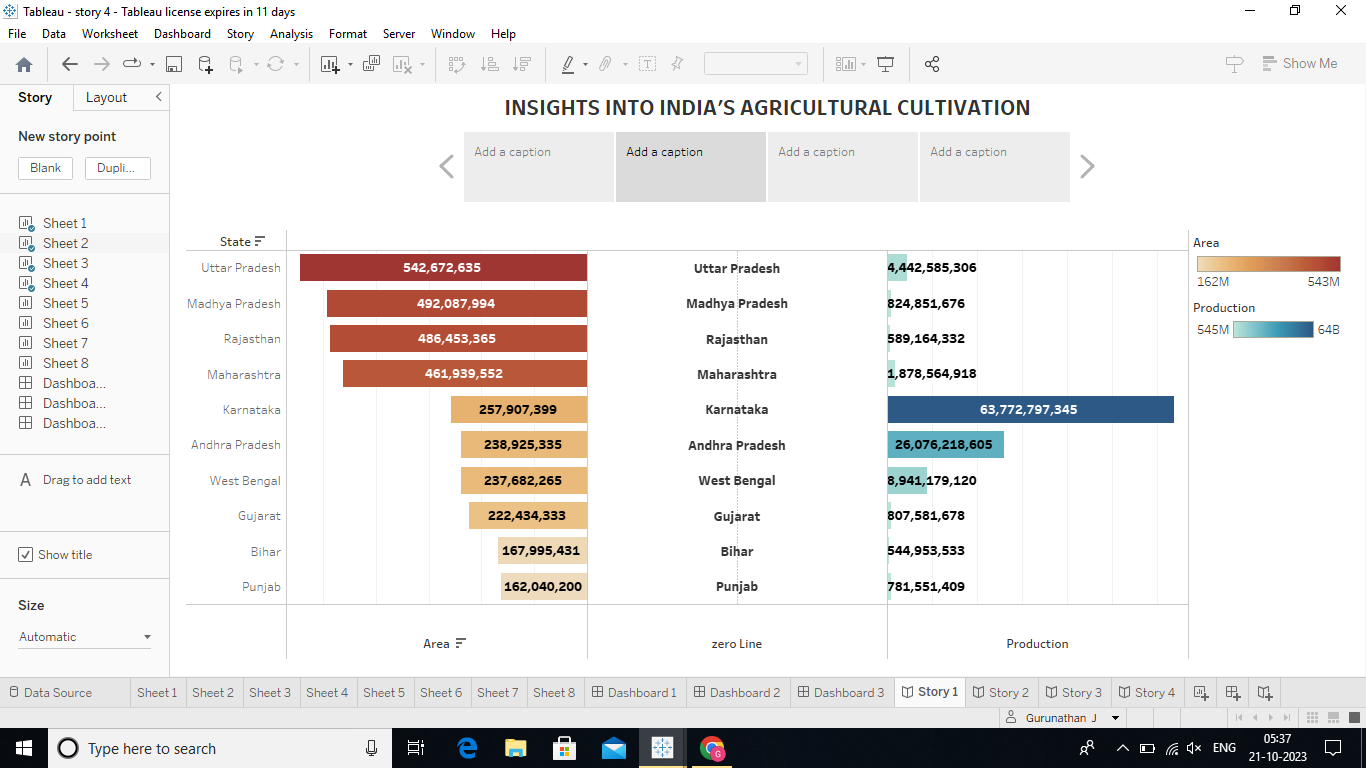 Tableau - story 4 - Tableau license expires in 11 days
File Data Worksheet Dashboard Story Analysis Format Server Window Help
Show Me
Story Layout
New story point
Blank Dupli...
Sheet 1
Sheet 2
Sheet 3
Sheet 4
Sheet 5
Sheet 6
Sheet 7
Sheet 8
Dashboa...
Dashboa...
Dashboa...
A Drag to add text
Show title
Size
Automatic
INSIGHTS INTO INDIA’S AGRICULTURAL CULTIVATION
Add a caption Add a caption Add a caption Add a caption
State
Uttar Pradesh 542,672,635 Uttar Pradesh 4,442,585,306
Madhya Pradesh 492,087,994 Madhya Pradesh 824,851,676
Rajasthan 486,453,365 Rajasthan 589,164,332
Maharashtra 461,939,552 Maharashtra 1,878,564,918
Karnataka 257,907,399 Karnataka 63,772,797,345
Andhra Pradesh 238,925,335 Andhra Pradesh 26,076,218,605
West Bengal 237,682,265 West Bengal 8,941,179,120
Gujarat 222,434,333 Gujarat 807,581,678
Bihar 167,995,431 Bihar 544,953,533
Punjab 162,040,200 Punjab 781,551,409
Area zero Line Production
Area
162M 543M
Production
545M 64B
Data Source Sheet 1 Sheet 2 Sheet 3 Sheet 4 Sheet 5 Sheet 6 Sheet 7 Sheet 8 Dashboard 1 Dashboard 2 Dashboard 3 Story 1 Story 2 Story 3 Story 4
Gurunathan J
Type here to search
G
ENG
05:37
21-10-2023